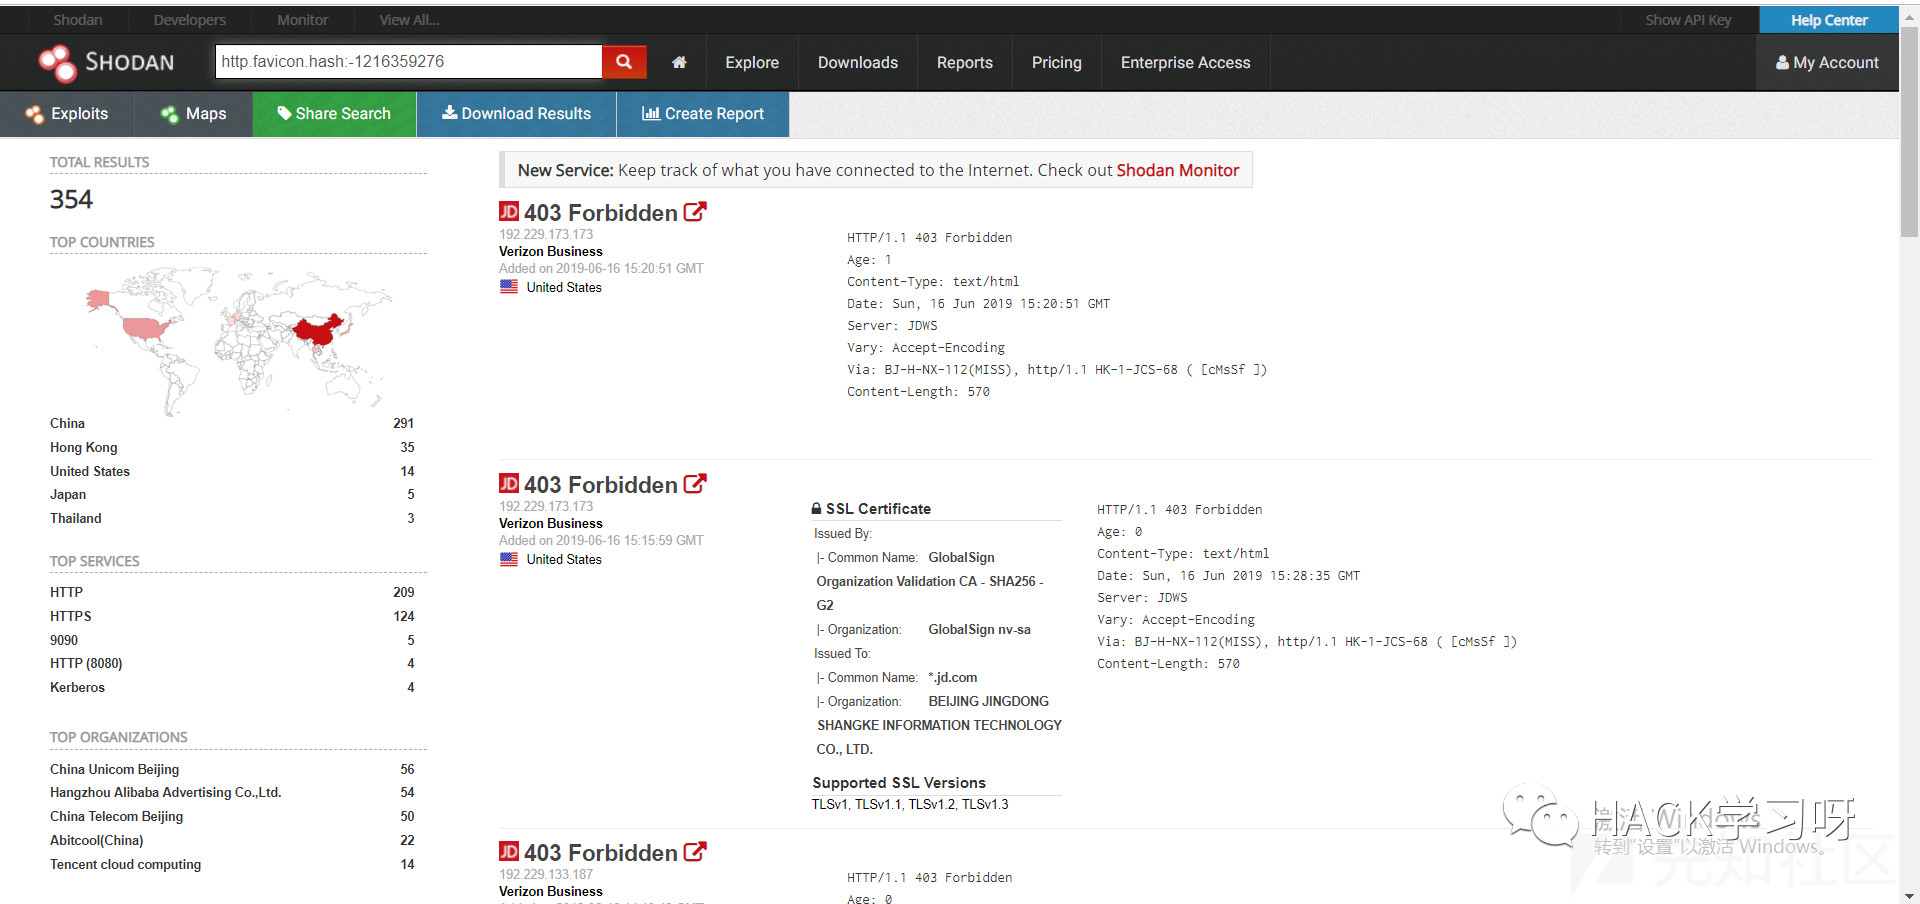 Shodan Developers Monitor View All... Show API Key Help Center
SHODAN http.favicon.hash:-1216359276 Explore Downloads Reports Pricing Enterprise Access My Account
Exploits Maps Share Search Download Results Create Report
TOTAL RESULTS
354
TOP COUNTRIES
China 291
Hong Kong 35
United States 14
Japan 5
Thailand 3
TOP SERVICES
HTTP 209
HTTPS 124
9090 5
HTTP (8080) 4
Kerberos 4
TOP ORGANIZATIONS
China Unicom Beijing 56
Hangzhou Alibaba Advertising Co.,Ltd. 54
China Telecom Beijing 50
Abitcool(China) 22
Tencent cloud computing 14
New Service: Keep track of what you have connected to the Internet. Check out Shodan Monitor
JD 403 Forbidden
192.229.173.173
Verizon Business
Added on 2019-06-16 15:20:51 GMT
United States
HTTP/1.1 403 Forbidden
Age: 1
Content-Type: text/html
Date: Sun, 16 Jun 2019 15:20:51 GMT
Server: JDWS
Vary: Accept-Encoding
Via: BJ-H-NX-112(MISS), http/1.1 HK-1-JCS-68 ( [cMsSf ])
Content-Length: 570
JD 403 Forbidden
192.229.173.173
Verizon Business
Added on 2019-06-16 15:15:59 GMT
United States
SSL Certificate
Issued By:
|- Common Name: GlobalSign
Organization Validation CA - SHA256 -
G2
|- Organization: GlobalSign nv-sa
Issued To:
|- Common Name: *.jd.com
|- Organization: BEIJING JINGDONG
SHANGKE INFORMATION TECHNOLOGY
CO., LTD.
Supported SSL Versions
TLSv1, TLSv1.1, TLSv1.2, TLSv1.3
HTTP/1.1 403 Forbidden
Age: 0
Content-Type: text/html
Date: Sun, 16 Jun 2019 15:28:35 GMT
Server: JDWS
Vary: Accept-Encoding
Via: BJ-H-NX-112(MISS), http/1.1 HK-1-JCS-68 ( [cMsSf ])
Content-Length: 570
JD 403 Forbidden
192.229.133.187
Verizon Business
HTTP/1.1 403 Forbidden
Age: 0
激活 Windows
HACK学习呀
转到"设置"以激活 Windows。
先知社区